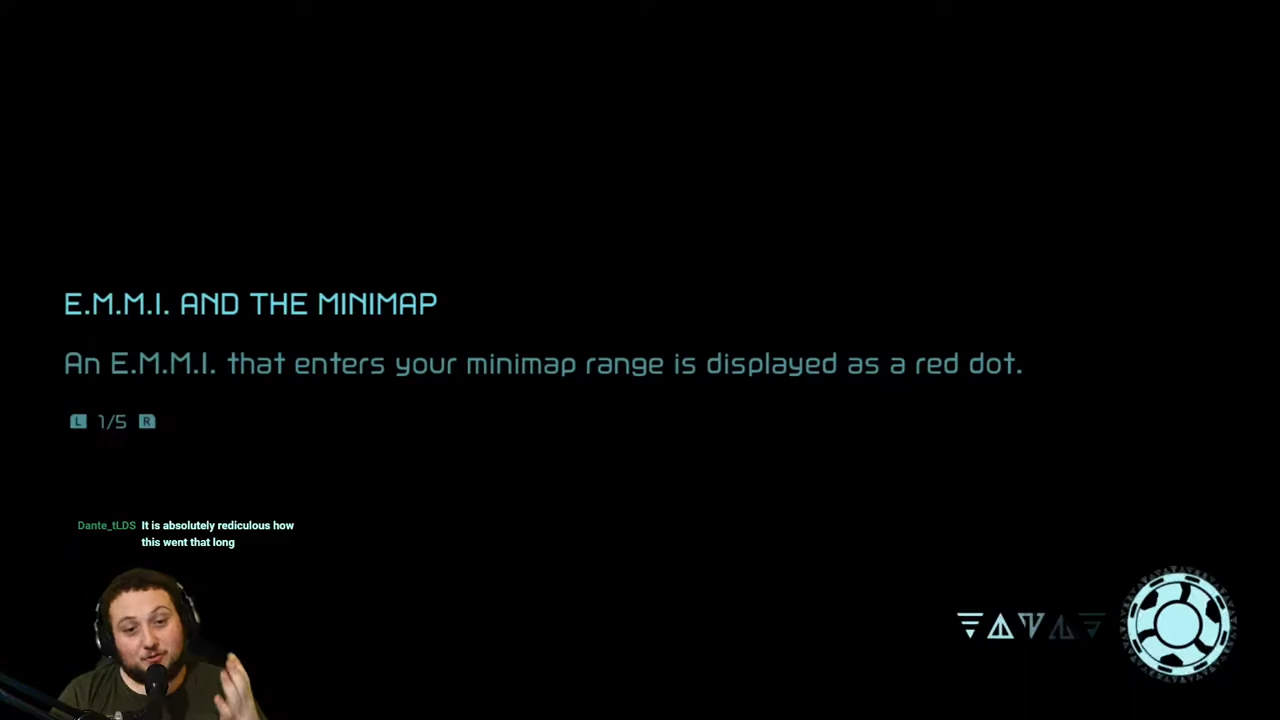 E.M.M.I. AND THE MINIMAP
An E.M.M.I. that enters your minimap range is displayed as a red dot.
L 1/5 R
Dante_tLDS It is absolutely rediculous how
this went that long